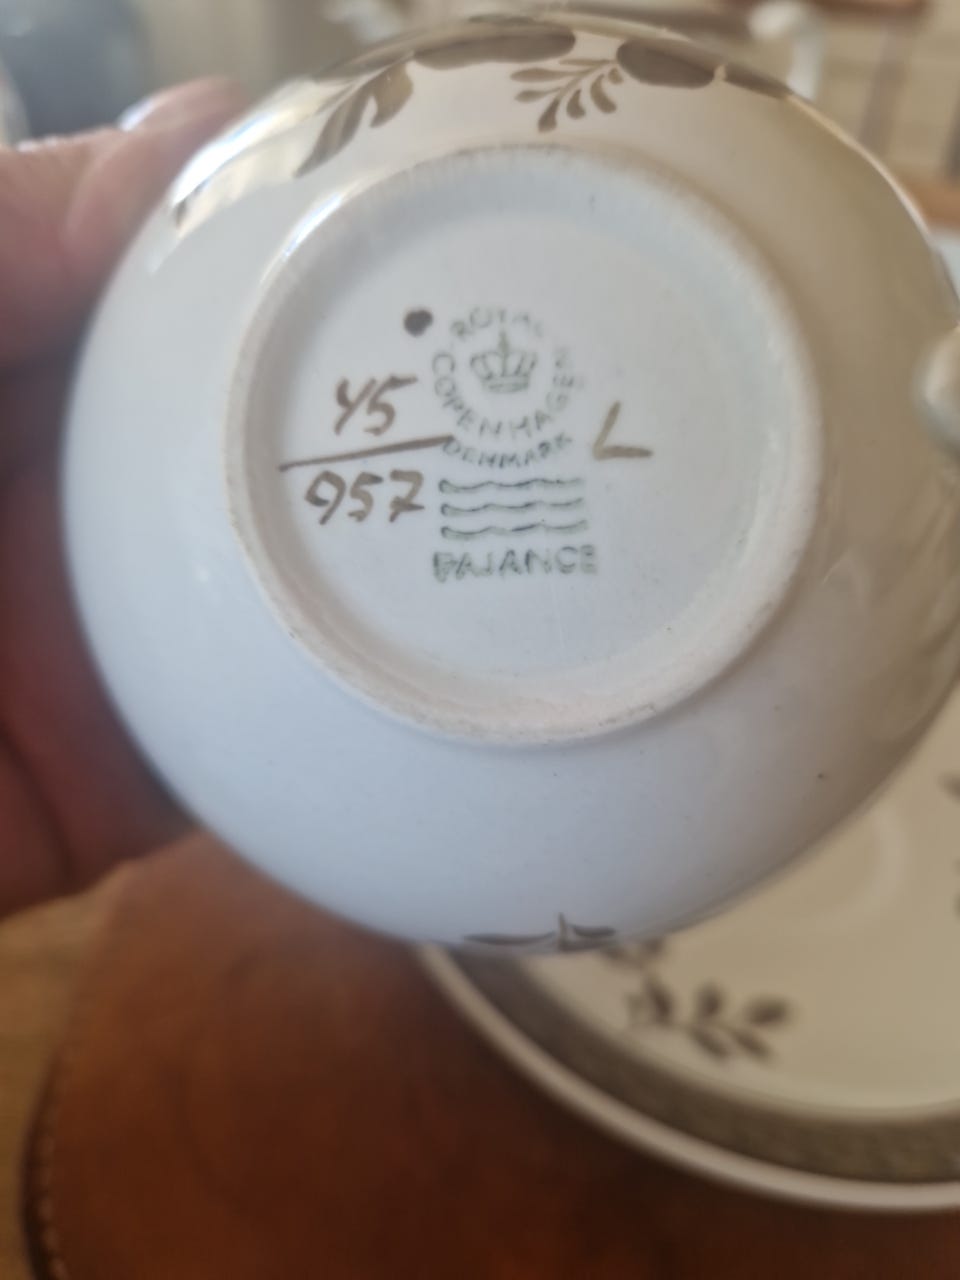 ROYAL
COPENHAGEN
DENMARK
45
957
L
FAJANCE